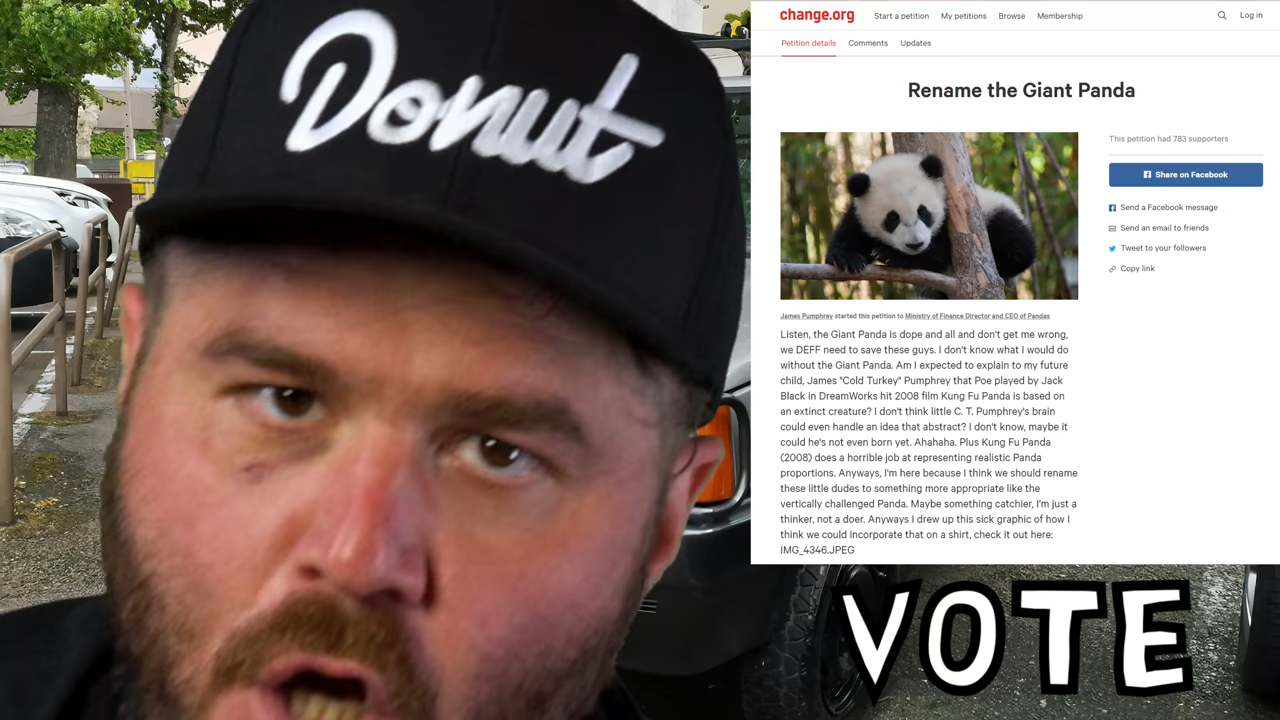 Donut
change.org
Start a petition
My petitions
Browse
Membership
Log in
Petition details
Comments
Updates
Rename the Giant Panda
This petition had 783 supporters
Share on Facebook
Send a Facebook message
Send an email to friends
Tweet to your followers
Copy link
James Pumphrey started this petition to Ministry of Finance Director and CEO of Pandas
Listen, the Giant Panda is dope and all and don't get me wrong,
we DEFF need to save these guys. I don't know what I would do
without the Giant Panda. Am I expected to explain to my future
child, James "Cold Turkey" Pumphrey that Poe played by Jack
Black in DreamWorks hit 2008 film Kung Fu Panda is based on
an extinct creature? I don't think little C. T. Pumphrey's brain
could even handle an idea that abstract? I don't know, maybe it
could he's not even born yet. Ahahaha. Plus Kung Fu Panda
(2008) does a horrible job at representing realistic Panda
proportions. Anyways, I'm here because I think we should rename
these little dudes to something more appropriate like the
vertically challenged Panda. Maybe something catchier, I'm just a
thinker, not a doer. Anyways I drew up this sick graphic of how I
think we could incorporate that on a shirt, check it out here:
IMG_4346.JPEG
VOTE